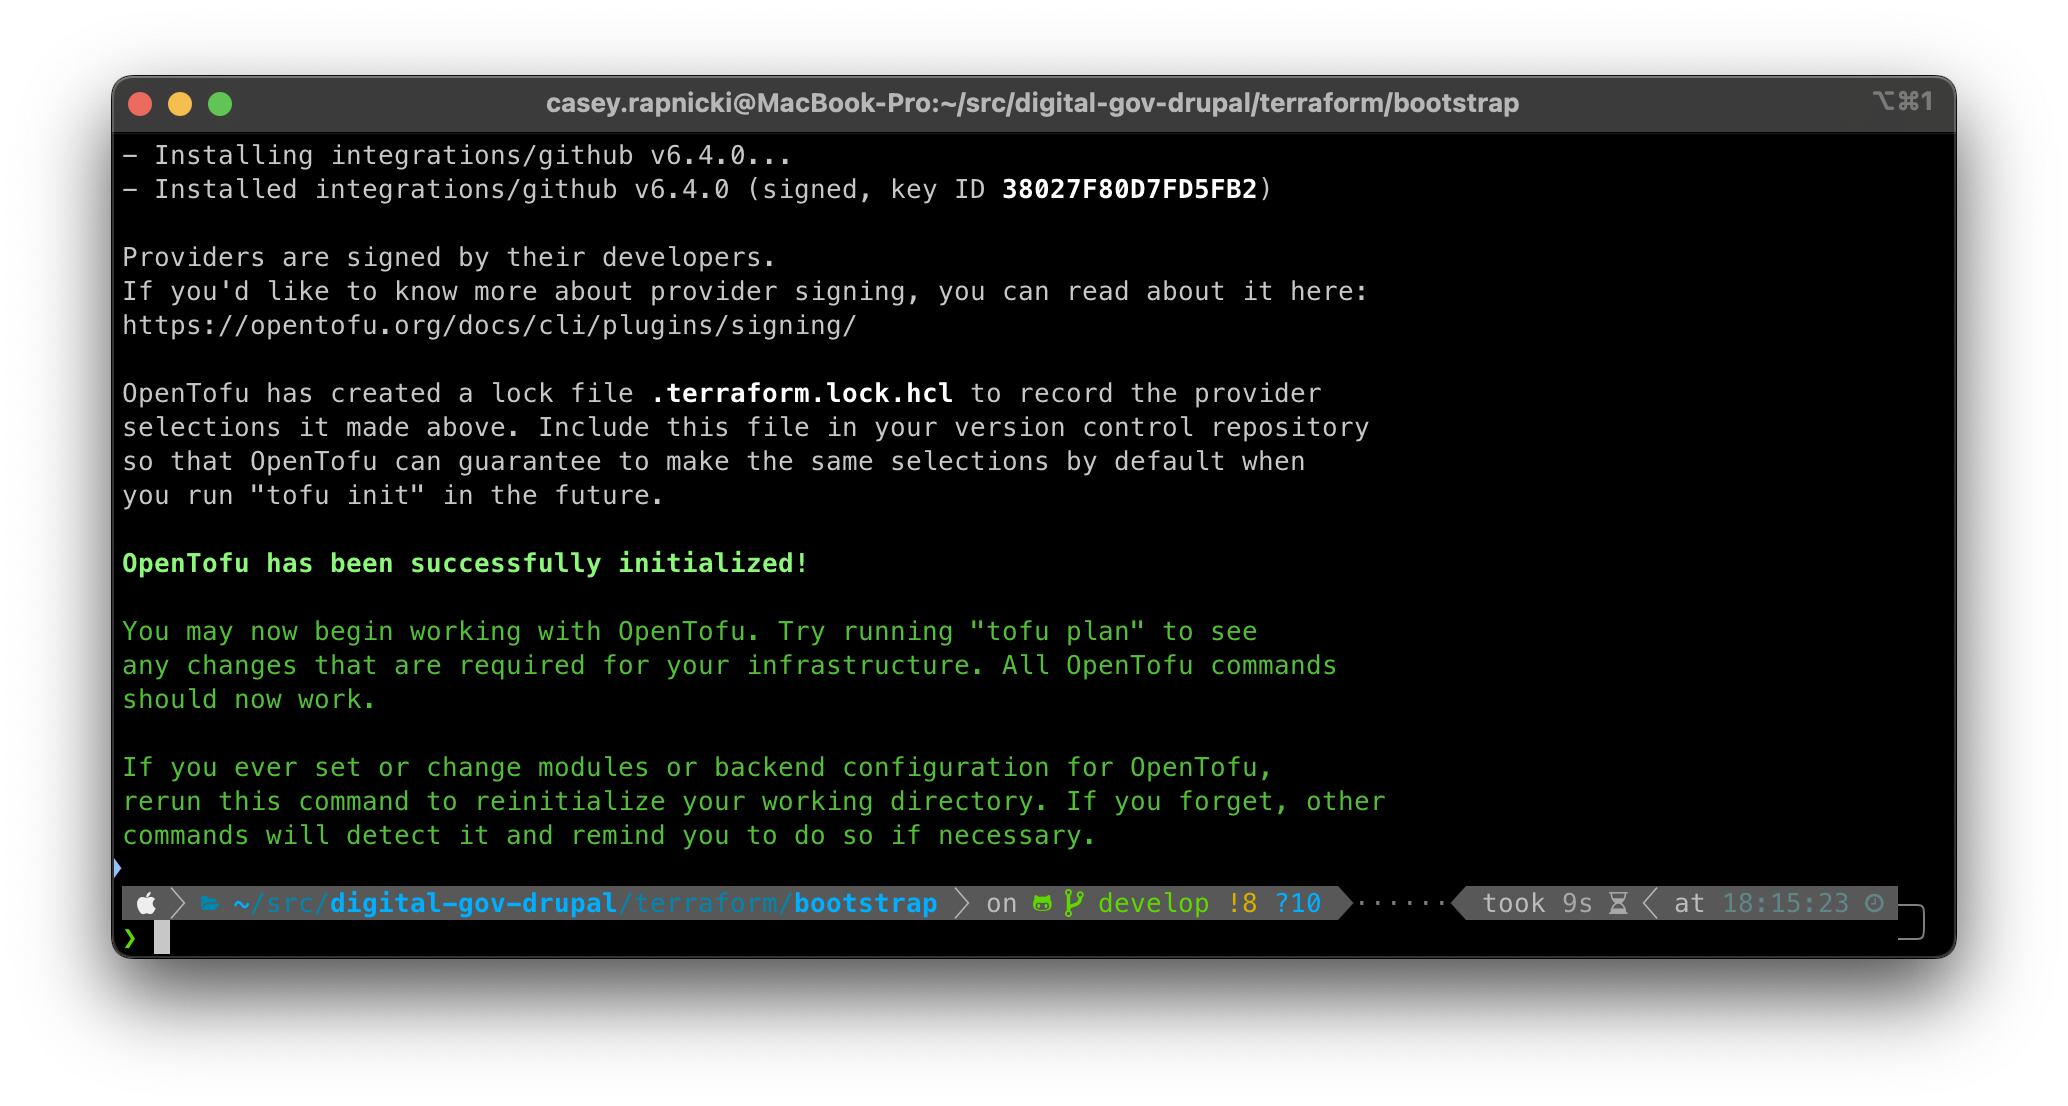 casey.rapnicki@MacBook-Pro:~/src/digital-gov-drupal/terraform/bootstrap ⌥⌘1
- Installing integrations/github v6.4.0...
- Installed integrations/github v6.4.0 (signed, key ID 38027F80D7FD5FB2)
Providers are signed by their developers.
If you'd like to know more about provider signing, you can read about it here:
https://opentofu.org/docs/cli/plugins/signing/
OpenTofu has created a lock file .terraform.lock.hcl to record the provider
selections it made above. Include this file in your version control repository
so that OpenTofu can guarantee to make the same selections by default when
you run "tofu init" in the future.
OpenTofu has been successfully initialized!
You may now begin working with OpenTofu. Try running "tofu plan" to see
any changes that are required for your infrastructure. All OpenTofu commands
should now work.
If you ever set or change modules or backend configuration for OpenTofu,
rerun this command to reinitialize your working directory. If you forget, other
commands will detect it and remind you to do so if necessary.
~/src/digital-gov-drupal/terraform/bootstrap on develop !8 ?10 ······ took 9s at 18:15:23
❯